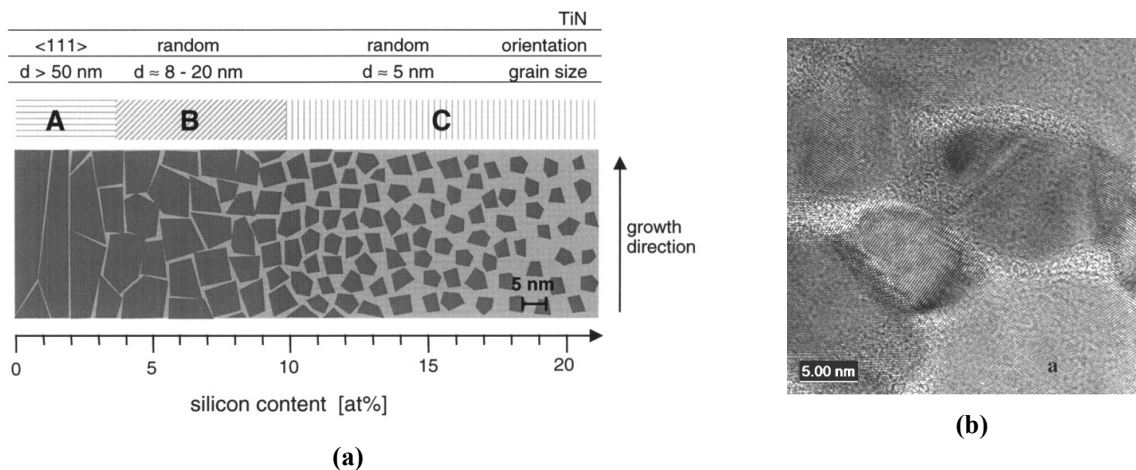 TiN
<111> random random orientation
d > 50 nm d ≈ 8 - 20 nm d ≈ 5 nm grain size
A B C
growth
direction
5 nm
0 5 10 15 20
silicon content [at%]
(a)
5.00 nm
a
(b)